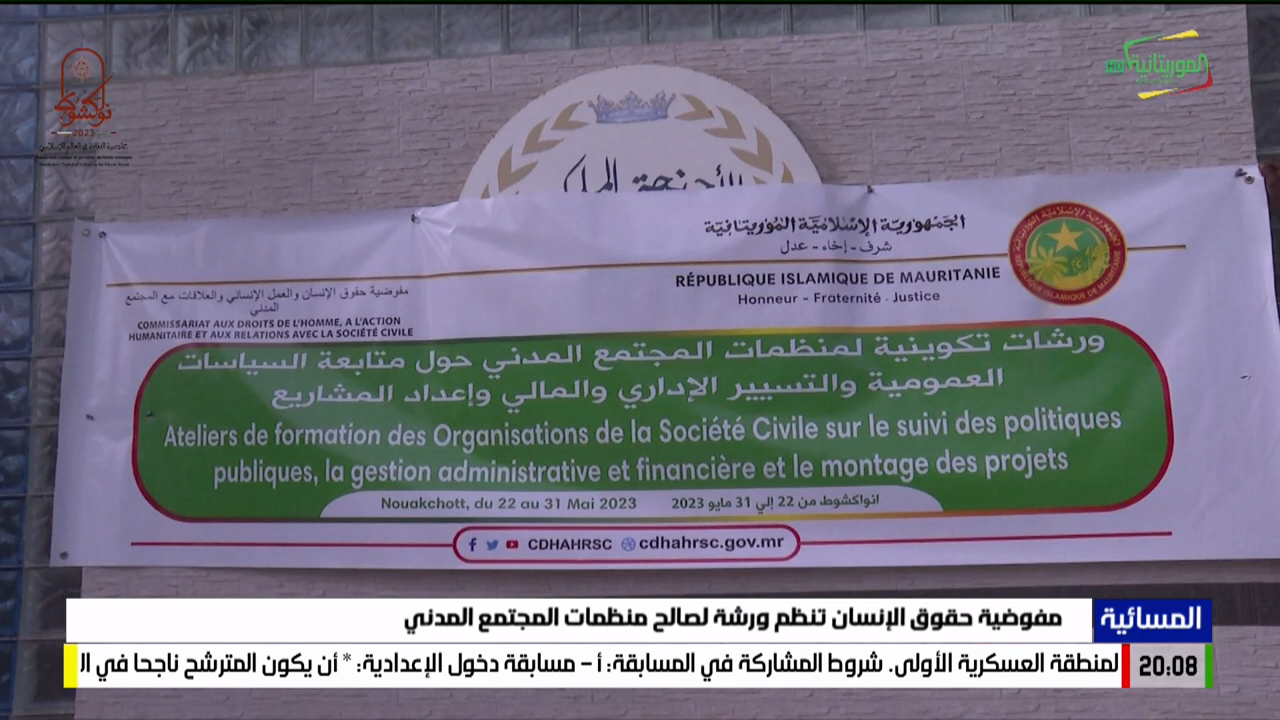 الموريتانية
نواكشوط
2023
الأجنحة الملكي
الجمهورية الإسلامية الموريتانية
شرف - إخاء - عدل
RÉPUBLIQUE ISLAMIQUE DE MAURITANIE
Honneur - Fraternité . Justice
مفوضية حقوق الإنسان والعمل الإنساني والعلاقات مع المجتمع
المدني
COMMISSARIAT AUX DROITS DE L'HOMME, A L'ACTION
HUMANITAIRE ET AUX RELATIONS AVEC LA SOCIÉTÉ CIVILE
ورشات تكوينية لمنظمات المجتمع المدني حول متابعة السياسات
العمومية والتسيير الإداري والمالي وإعداد المشاريع
Ateliers de formation des Organisations de la Société Civile sur le suivi des politiques
publiques, la gestion administrative et financière et le montage des projets
Nouakchott, du 22 au 31 Mai 2023 انواكشوط من 22 إلي 31 مايو 2023
CDHAHRSC cdhahrsc.gov.mr
المسائية
مفوضية حقوق الإنسان تنظم ورشة لصالح منظمات المجتمع المدني
20:08
لمنطقة العسكرية الأولى. شروط المشاركة في المسابقة: أ - مسابقة دخول الإعدادية: * أن يكون المترشح ناجحا في ال